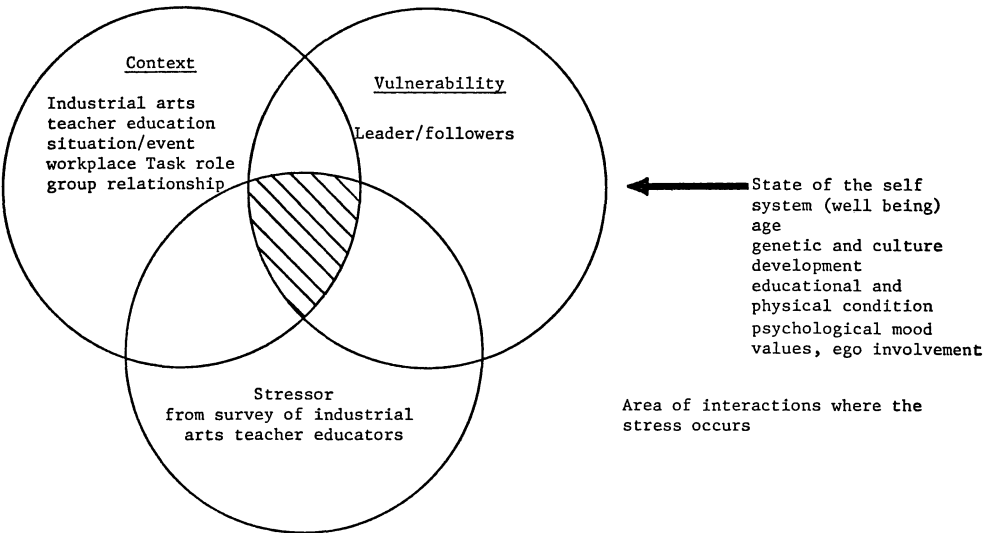 Context
Industrial arts
teacher education
situation/event
workplace Task role
group relationship
Vulnerability
Leader/followers
State of the self
system (well being)
age
genetic and culture
development
educational and
physical condition
psychological mood
values, ego involvement
Stressor
from survey of industrial
arts teacher educators
Area of interactions where the
stress occurs